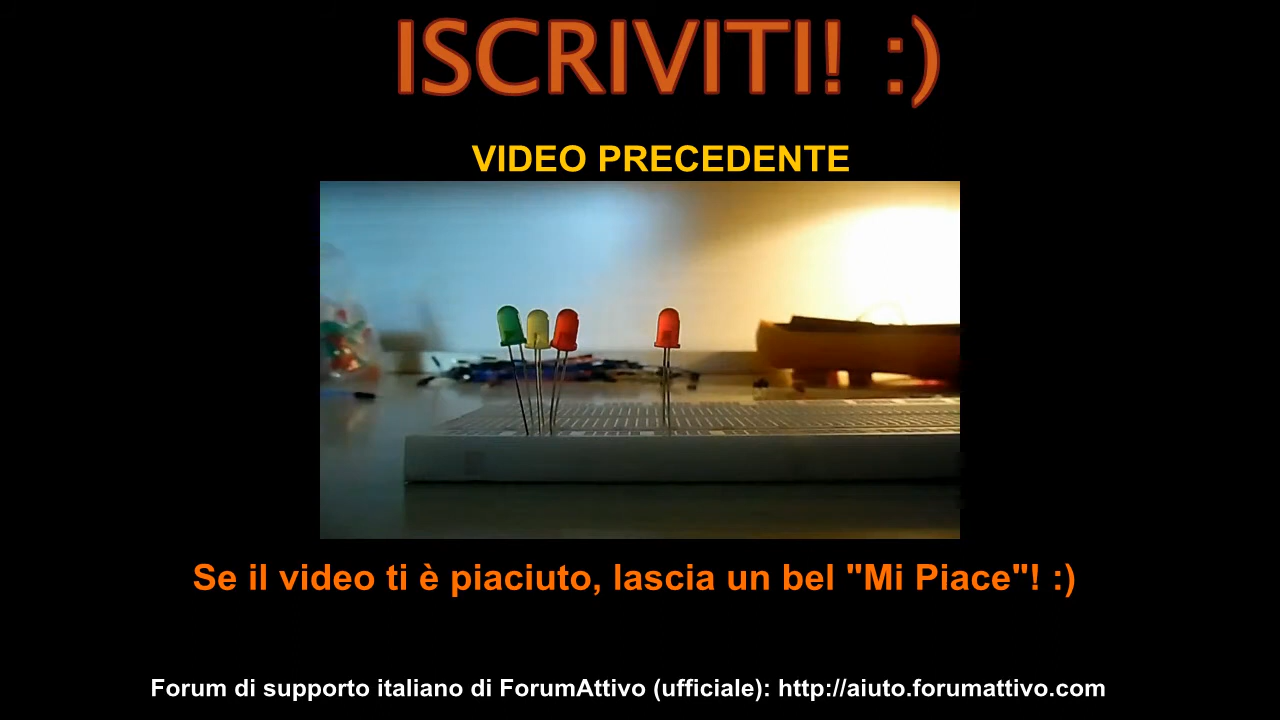 ISCRIVITI! :)
VIDEO PRECEDENTE
Se il video ti è piaciuto, lascia un bel "Mi Piace"! :)
Forum di supporto italiano di ForumAttivo (ufficiale): http://aiuto.forumattivo.com